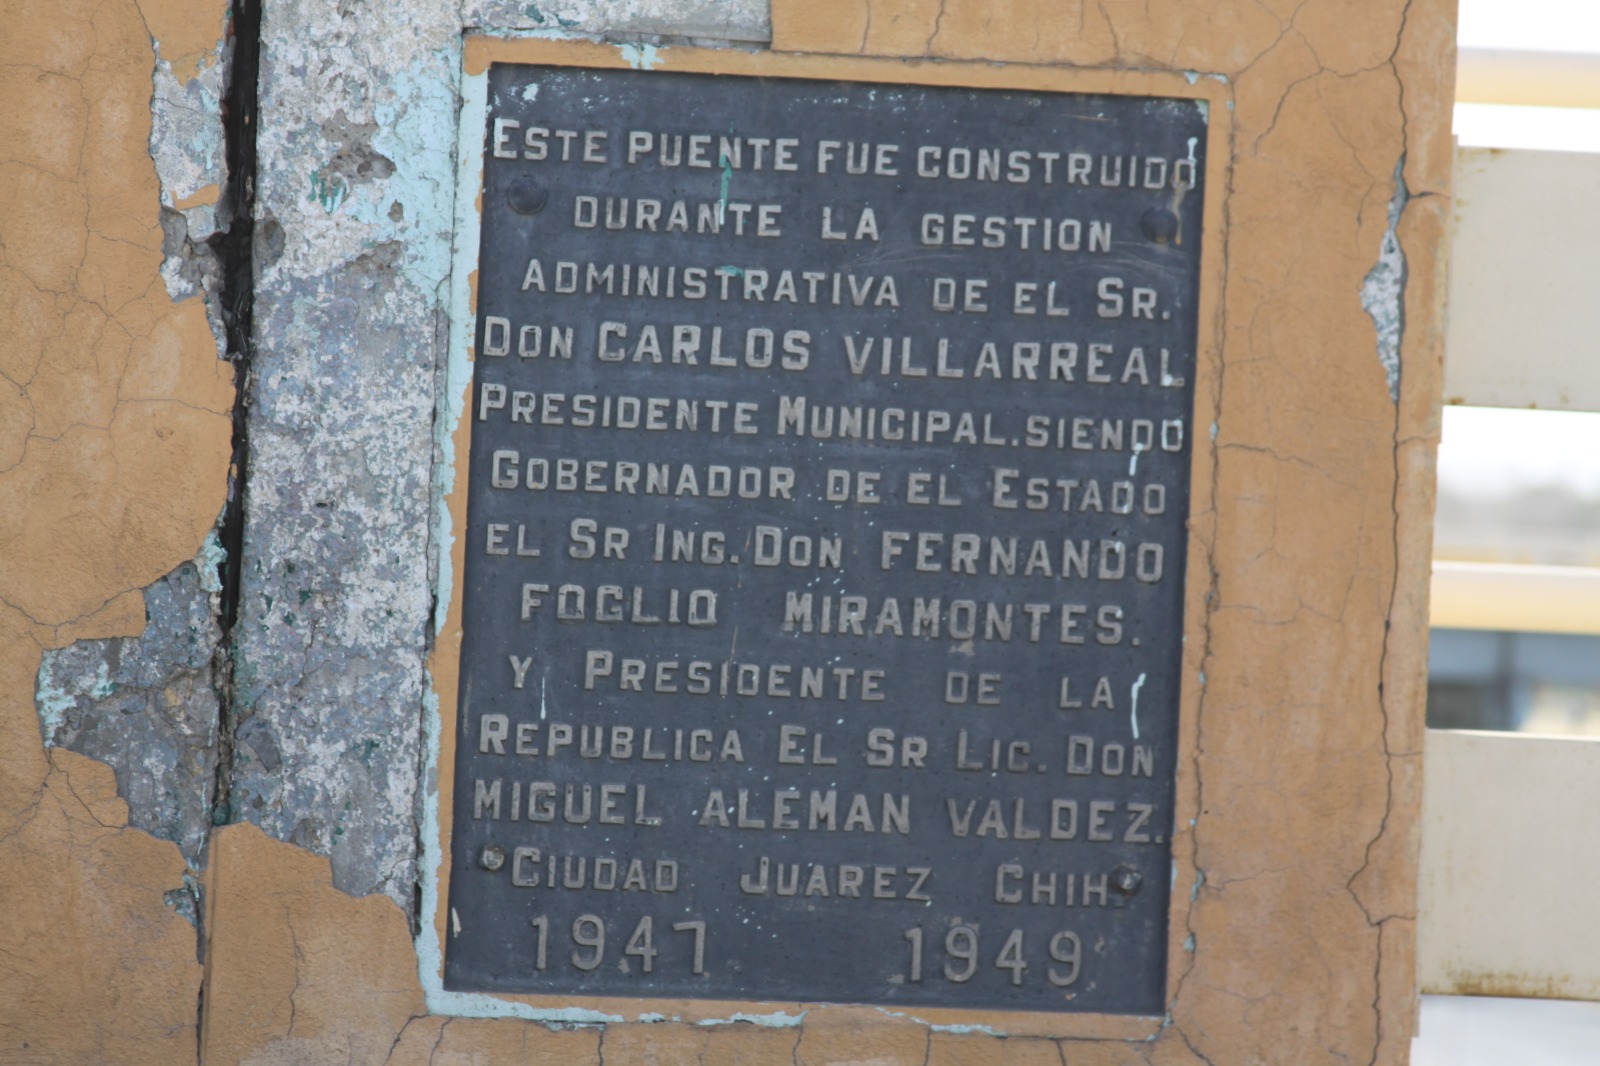 ESTE PUENTE FUE CONSTRUIDO
DURANTE LA GESTION
ADMINISTRATIVA DE EL SR.
DON CARLOS VILLARREAL
PRESIDENTE MUNICIPAL.SIENDO
GOBERNADOR DE EL ESTADO
EL SR ING. DON FERNANDO
FOGLIO MIRAMONTES.
Y PRESIDENTE DE LA
REPUBLICA EL SR LIC. DON
MIGUEL ALEMAN VALDEZ.
CIUDAD JUAREZ CHIH.
1947 1949